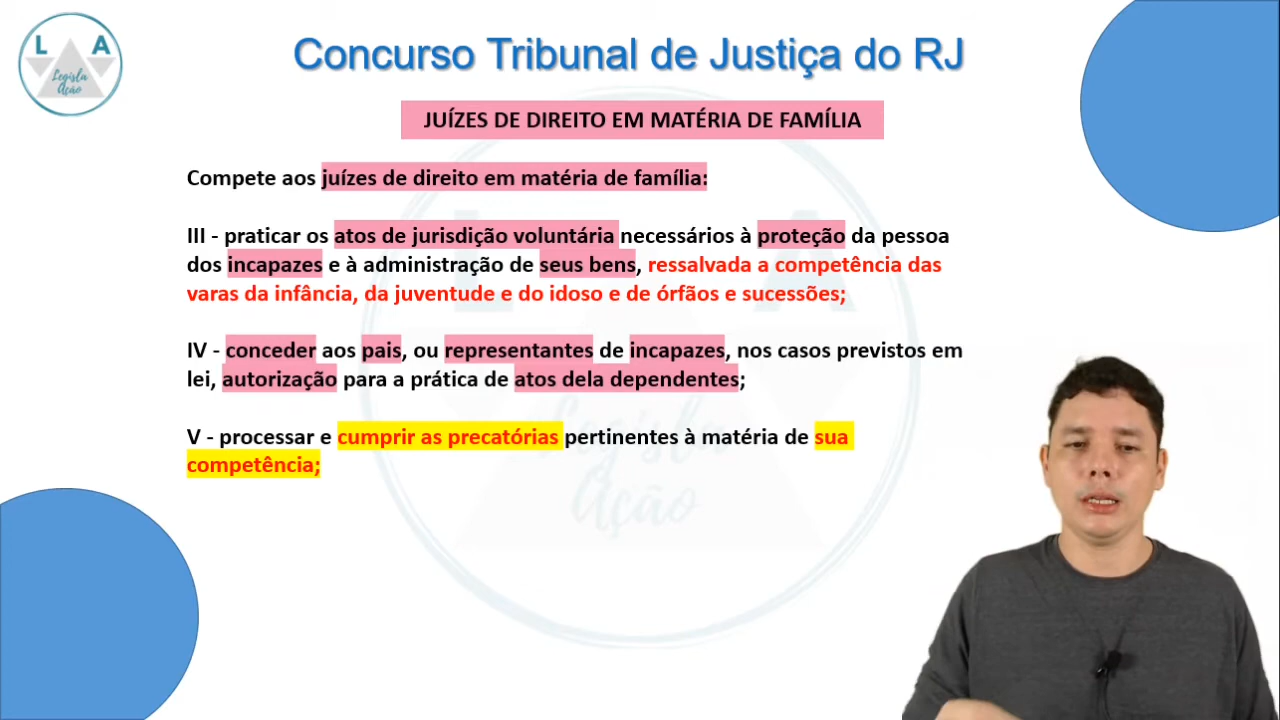 L A
Legisla
Ação
Concurso Tribunal de Justiça do RJ
JUÍZES DE DIREITO EM MATÉRIA DE FAMÍLIA
Compete aos juízes de direito em matéria de família:
III - praticar os atos de jurisdição voluntária necessários à proteção da pessoa
dos incapazes e à administração de seus bens, ressalvada a competência das
varas da infância, da juventude e do idoso e de órfãos e sucessões;
IV - conceder aos pais, ou representantes de incapazes, nos casos previstos em
lei, autorização para a prática de atos dela dependentes;
V - processar e cumprir as precatórias pertinentes à matéria de sua
competência;
L A
Legisla
Ação